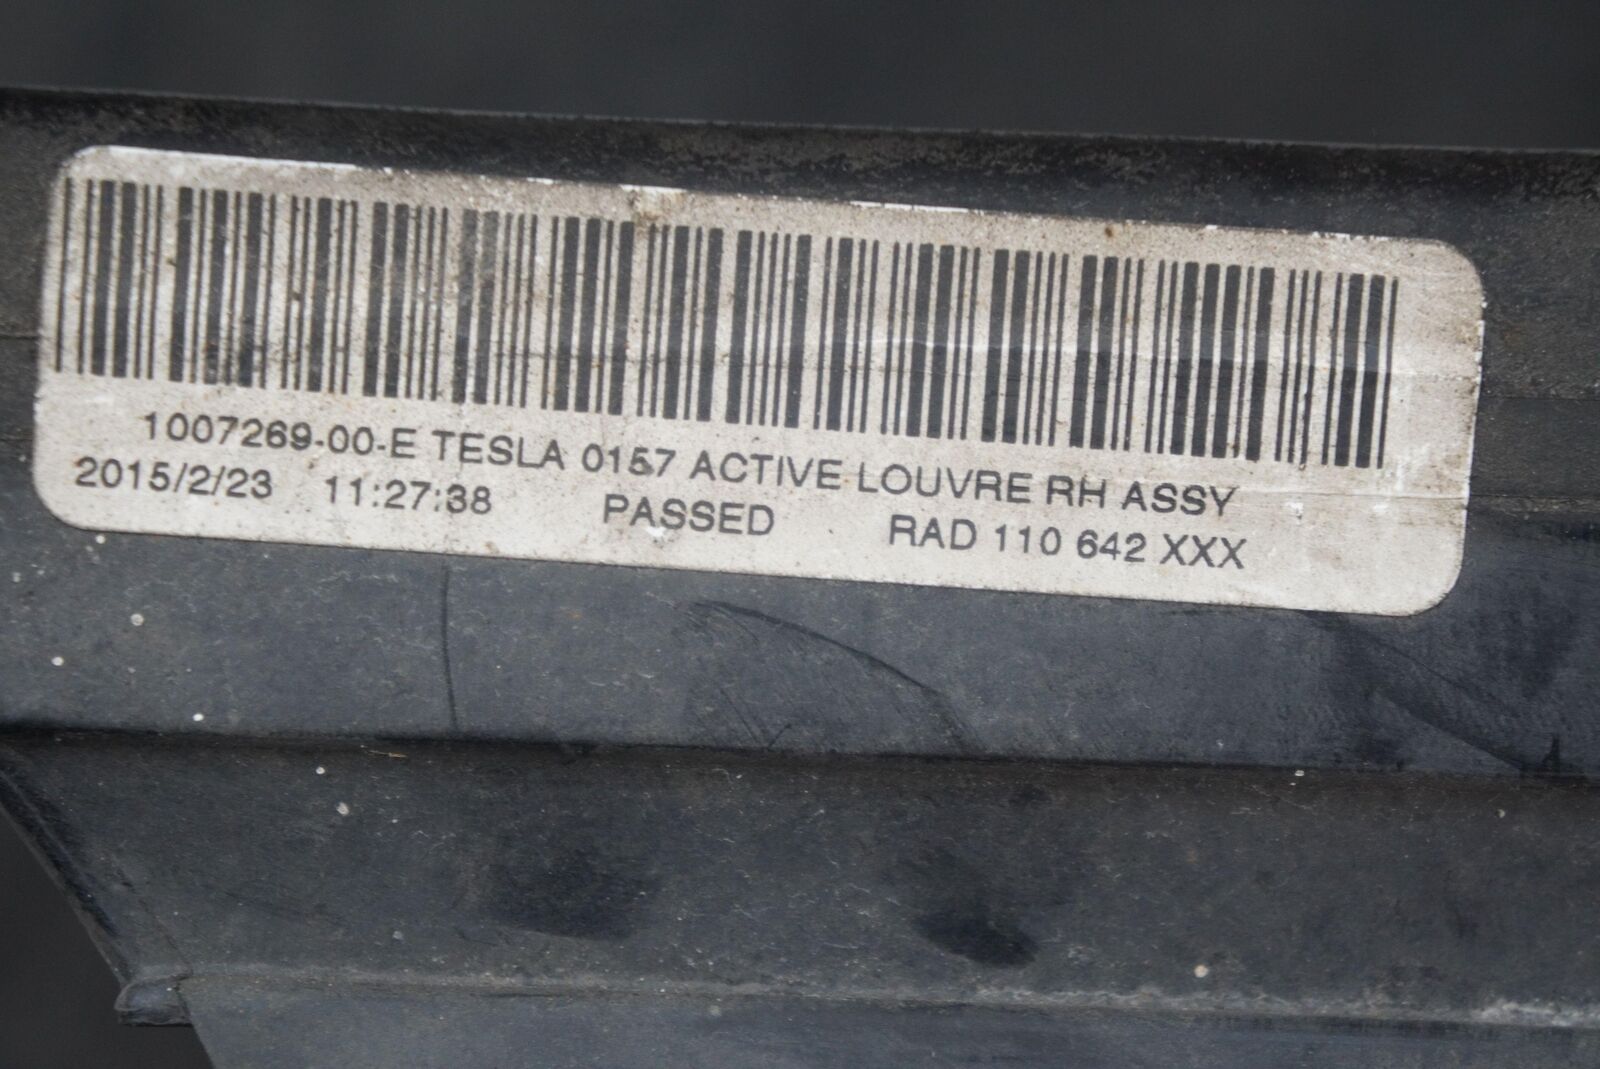 1007269-00-E TESLA 0157 ACTIVE LOUVRE RH ASSY
2015/2/23 11:27:38 PASSED RAD 110 642 XXX